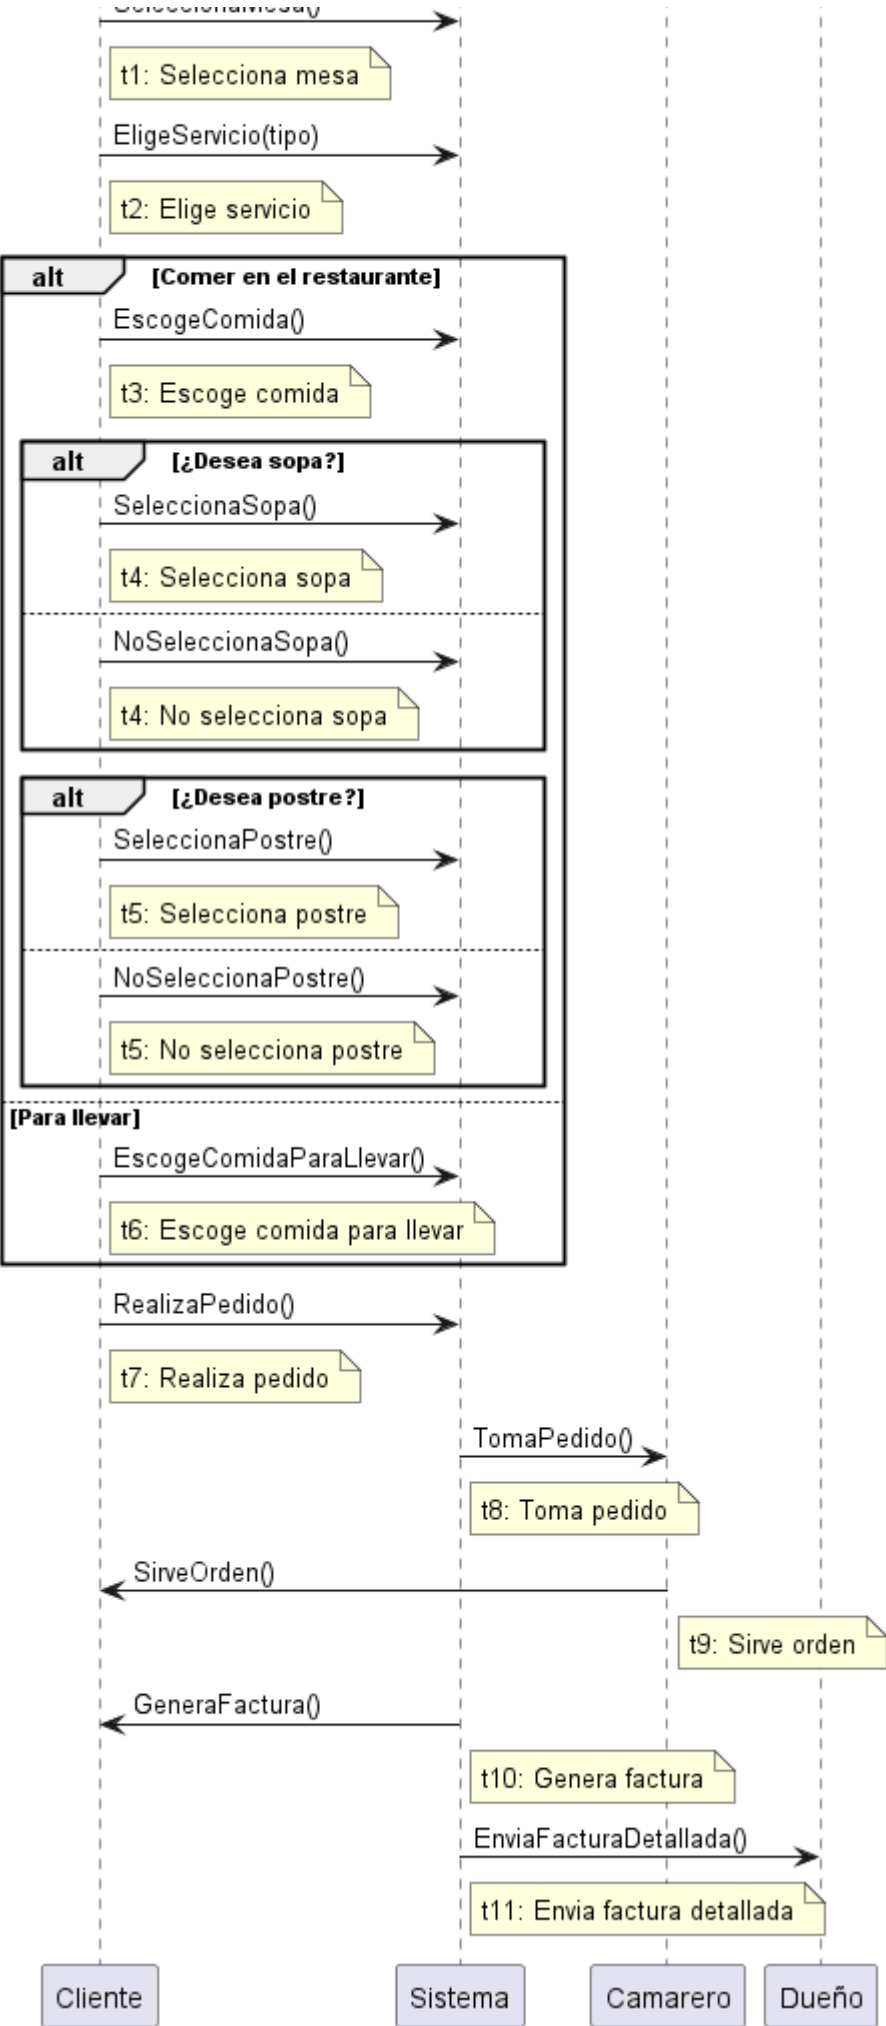 t1: Selecciona mesa
EligeServicio(tipo)
t2: Elige servicio
alt [Comer en el restaurante]
EscogeComida()
t3: Escoge comida
alt [¿Desea sopa?]
SeleccionaSopa()
t4: Selecciona sopa
NoSeleccionaSopa()
t4: No selecciona sopa
alt [¿Desea postre?]
SeleccionaPostre()
t5: Selecciona postre
NoSeleccionaPostre()
t5: No selecciona postre
[Para llevar]
EscogeComidaParaLlevar()
t6: Escoge comida para llevar
RealizaPedido()
t7: Realiza pedido
TomaPedido()
t8: Toma pedido
SirveOrden()
t9: Sirve orden
GeneraFactura()
t10: Genera factura
EnviaFacturaDetallada()
t11: Envia factura detallada
Cliente Sistema Camarero Dueño